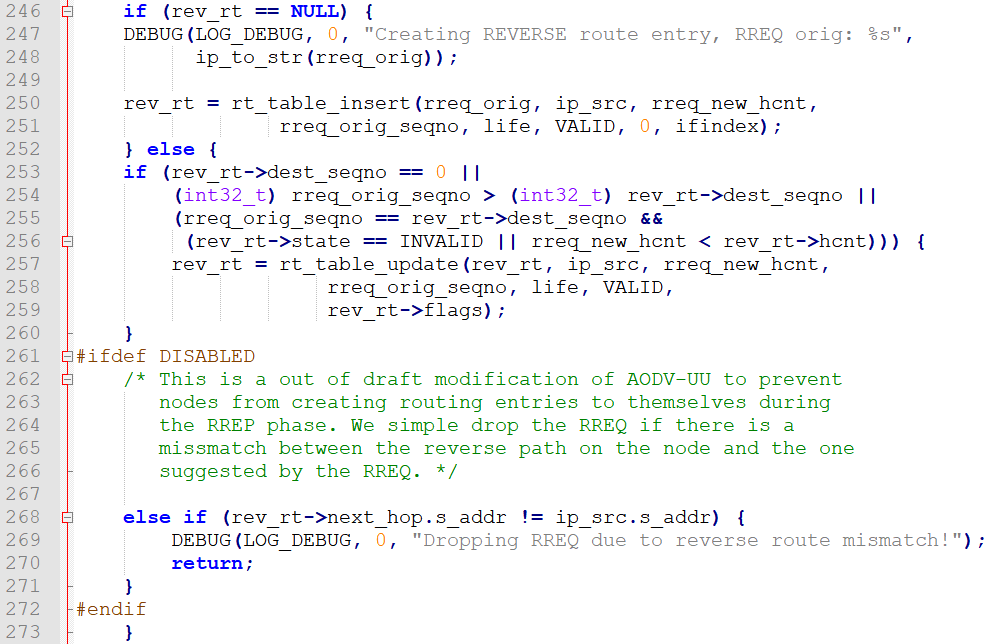 246 if (rev_rt == NULL) {
247 DEBUG(LOG_DEBUG, 0, "Creating REVERSE route entry, RREQ orig: %s",
248 ip_to_str(rreq_orig));
249
250 rev_rt = rt_table_insert(rreq_orig, ip_src, rreq_new_hcnt,
251 rreq_orig_seqno, life, VALID, 0, ifindex);
252 } else {
253 if (rev_rt->dest_seqno == 0 ||
254 (int32_t) rreq_orig_seqno > (int32_t) rev_rt->dest_seqno ||
255 (rreq_orig_seqno == rev_rt->dest_seqno &&
256 (rev_rt->state == INVALID || rreq_new_hcnt < rev_rt->hcnt))) {
257 rev_rt = rt_table_update(rev_rt, ip_src, rreq_new_hcnt,
258 rreq_orig_seqno, life, VALID,
259 rev_rt->flags);
260 }
261 #ifdef DISABLED
262 /* This is a out of draft modification of AODV-UU to prevent
263 nodes from creating routing entries to themselves during
264 the RREP phase. We simple drop the RREQ if there is a
265 missmatch between the reverse path on the node and the one
266 suggested by the RREQ. */
267
268 else if (rev_rt->next_hop.s_addr != ip_src.s_addr) {
269 DEBUG(LOG_DEBUG, 0, "Dropping RREQ due to reverse route mismatch!");
270 return;
271 }
272 #endif
273 }